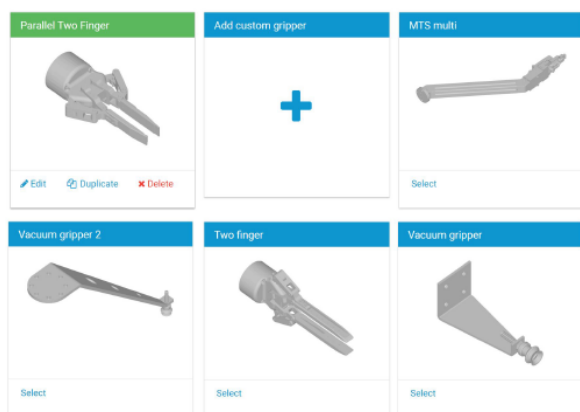 Parallel Two Finger
Add custom gripper
MTS multi
Edit
Duplicate
Delete
Select
Vacuum gripper 2
Two finger
Vacuum gripper
Select
Select
Select